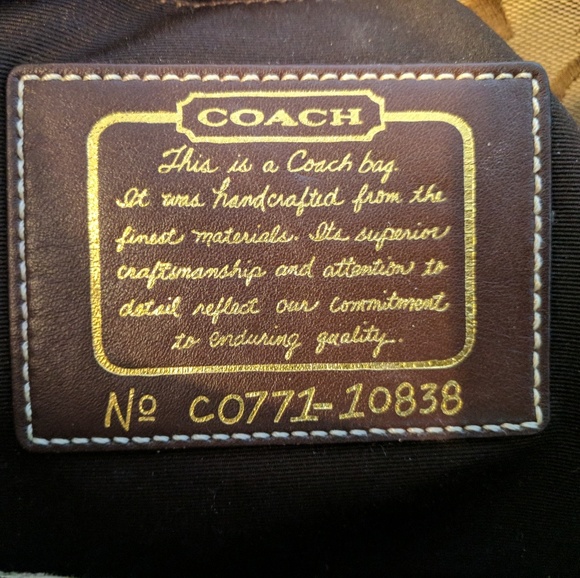 COACH
This is a Coach bag.
It was handcrafted from the
finest materials. Its superior
craftsmanship and attention to
detail reflect our commitment
to enduring quality.
Nº CO771-10838